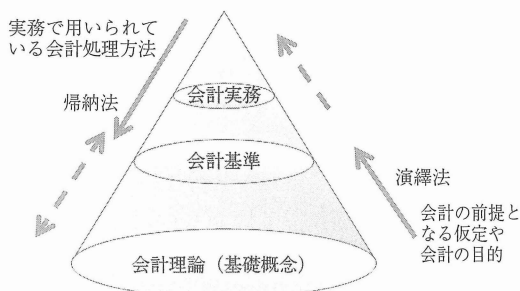 実務で用いられて
いる会計処理方法
帰納法
会計実務
会計基準
会計理論（基礎概念）
演繹法
会計の前提と
なる仮定や
会計の目的